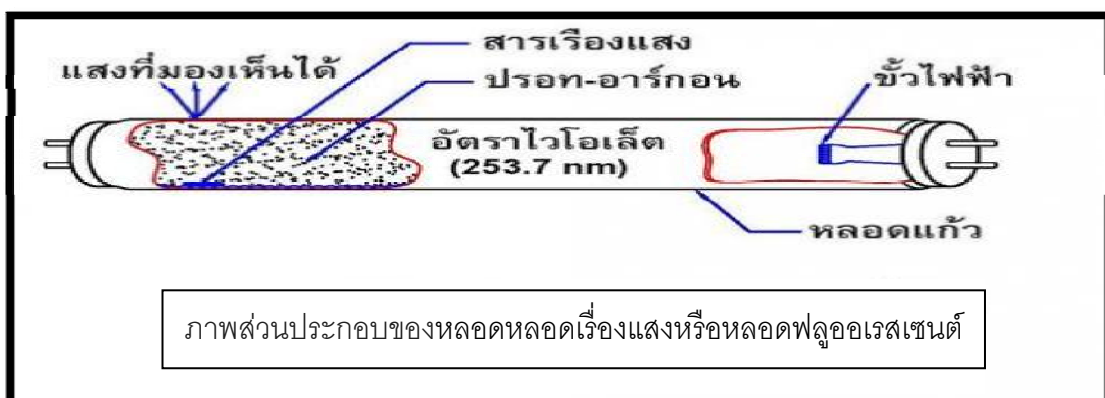 สารเรืองแสง
แสงที่มองเห็นได้
ปรอท-อาร์กอน
ขั้วไฟฟ้า
อัตราไวโอเล็ต
(253.7 nm)
หลอดแก้ว
ภาพส่วนประกอบของหลอดหลอดเรื่องแสงหรือหลอดฟลูออเรสเซนต์